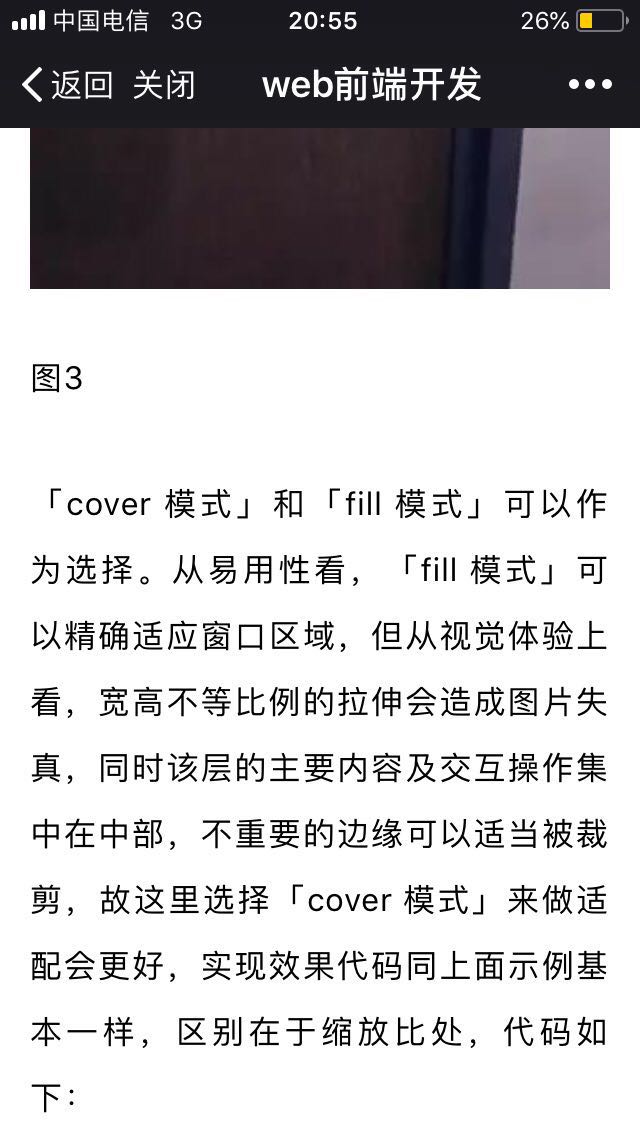 中国电信 3G 20:55 26%
返回 关闭 web前端开发
图3
「cover 模式」和「fill 模式」可以作
为选择。从易用性看，「fill 模式」可
以精确适应窗口区域，但从视觉体验上
看，宽高不等比例的拉伸会造成图片失
真，同时该层的主要内容及交互操作集
中在中部，不重要的边缘可以适当被裁
剪，故这里选择「cover 模式」来做适
配会更好，实现效果代码同上面示例基
本一样，区别在于缩放比处，代码如
下：